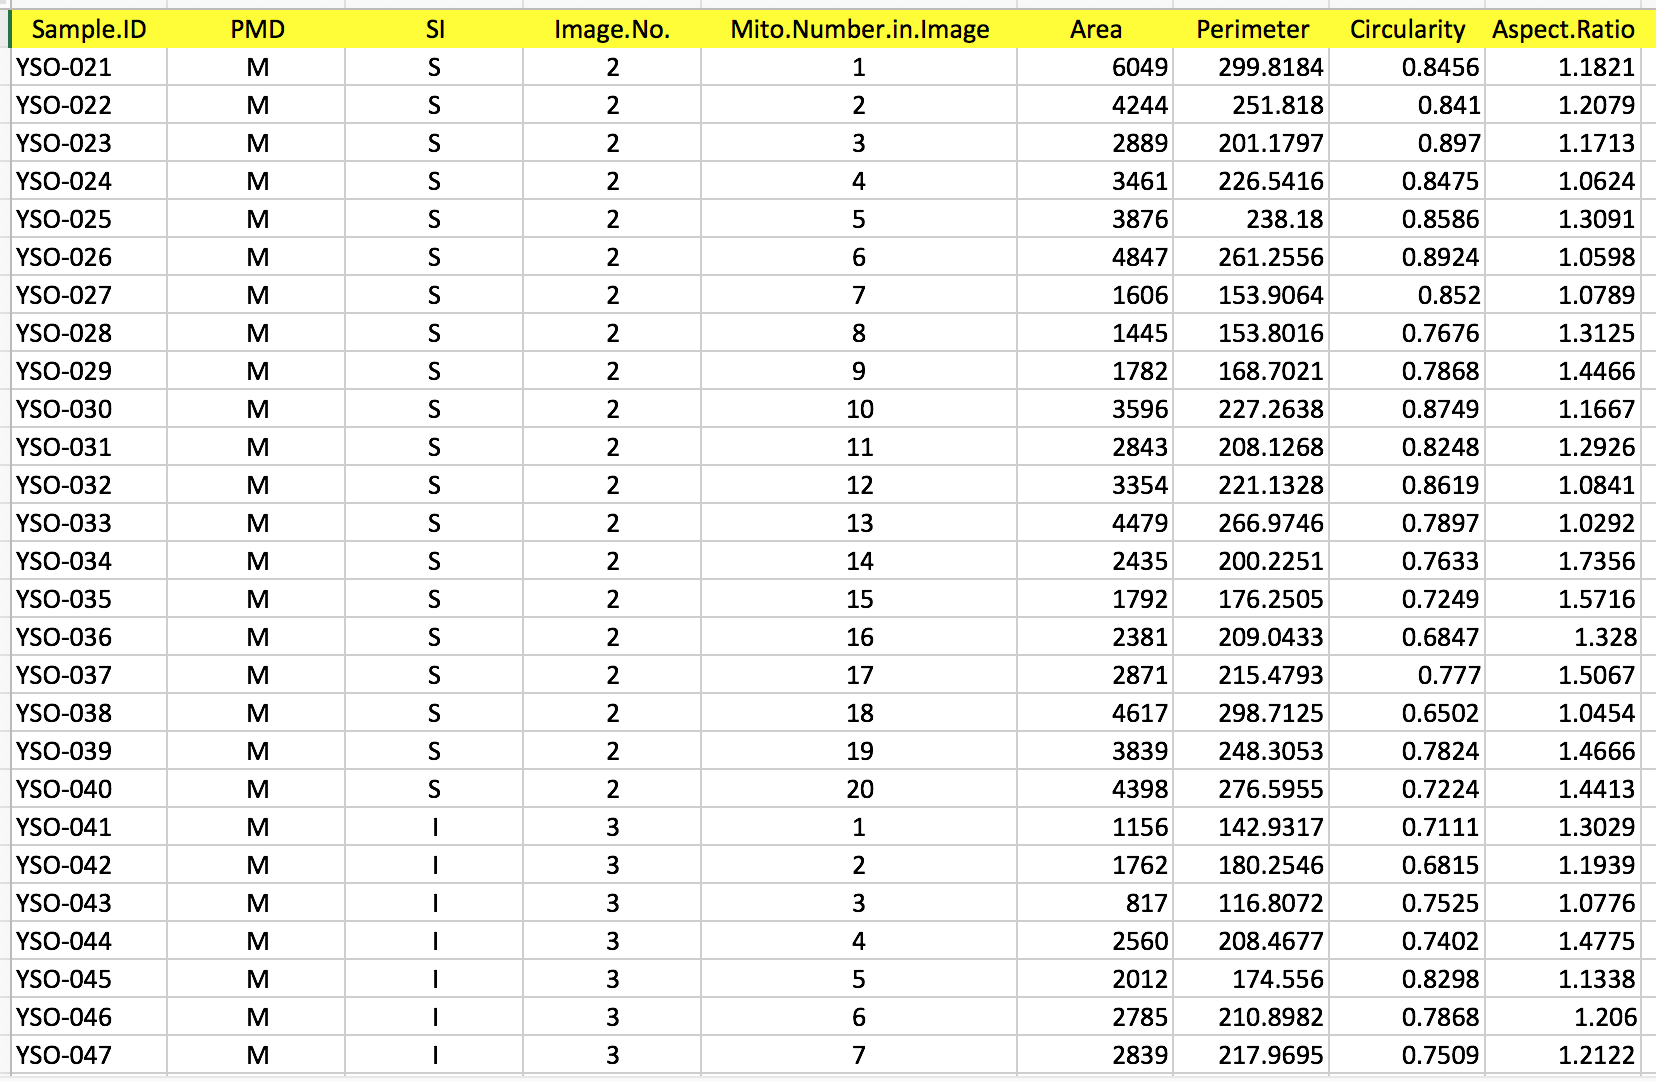 Sample.ID PMD SI Image.No. Mito.Number.in.Image Area Perimeter Circularity Aspect.Ratio
YSO-021 M S 2 1 6049 299.8184 0.8456 1.1821
YSO-022 M S 2 2 4244 251.818 0.841 1.2079
YSO-023 M S 2 3 2889 201.1797 0.897 1.1713
YSO-024 M S 2 4 3461 226.5416 0.8475 1.0624
YSO-025 M S 2 5 3876 238.18 0.8586 1.3091
YSO-026 M S 2 6 4847 261.2556 0.8924 1.0598
YSO-027 M S 2 7 1606 153.9064 0.852 1.0789
YSO-028 M S 2 8 1445 153.8016 0.7676 1.3125
YSO-029 M S 2 9 1782 168.7021 0.7868 1.4466
YSO-030 M S 2 10 3596 227.2638 0.8749 1.1667
YSO-031 M S 2 11 2843 208.1268 0.8248 1.2926
YSO-032 M S 2 12 3354 221.1328 0.8619 1.0841
YSO-033 M S 2 13 4479 266.9746 0.7897 1.0292
YSO-034 M S 2 14 2435 200.2251 0.7633 1.7356
YSO-035 M S 2 15 1792 176.2505 0.7249 1.5716
YSO-036 M S 2 16 2381 209.0433 0.6847 1.328
YSO-037 M S 2 17 2871 215.4793 0.777 1.5067
YSO-038 M S 2 18 4617 298.7125 0.6502 1.0454
YSO-039 M S 2 19 3839 248.3053 0.7824 1.4666
YSO-040 M S 2 20 4398 276.5955 0.7224 1.4413
YSO-041 M I 3 1 1156 142.9317 0.7111 1.3029
YSO-042 M I 3 2 1762 180.2546 0.6815 1.1939
YSO-043 M I 3 3 817 116.8072 0.7525 1.0776
YSO-044 M I 3 4 2560 208.4677 0.7402 1.4775
YSO-045 M I 3 5 2012 174.556 0.8298 1.1338
YSO-046 M I 3 6 2785 210.8982 0.7868 1.206
YSO-047 M I 3 7 2839 217.9695 0.7509 1.2122